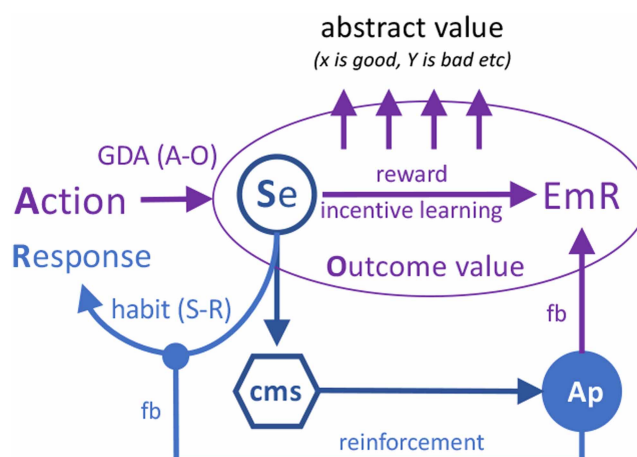 abstract value
(x is good, Y is bad etc)
GDA (A-O)
Action
Se
reward
incentive learning
EmR
Response
Outcome value
habit (S-R)
fb
fb
cms
Ap
reinforcement